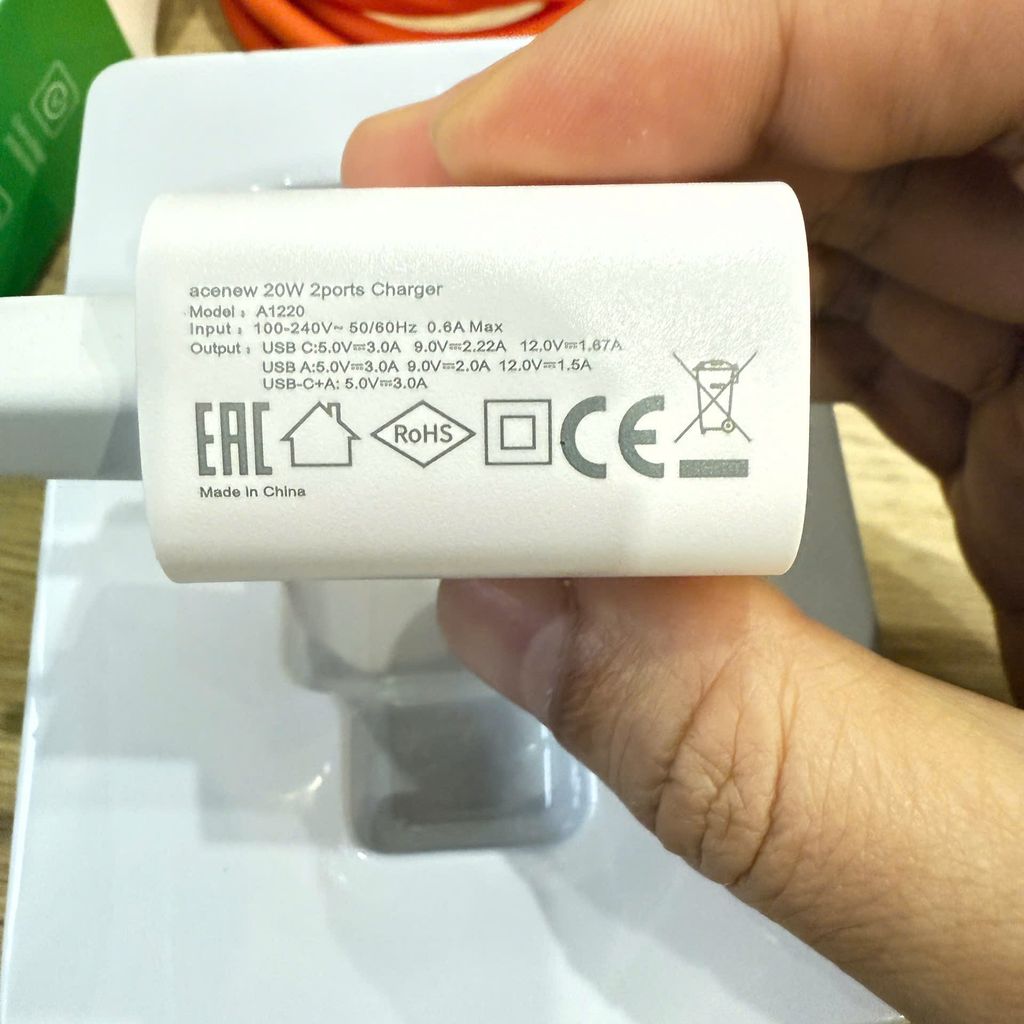 acenew 20W 2ports Charger
Model： A1220
Input： 100-240V~ 50/60Hz 0.6A Max
Output： USB C:5.0V⎓3.0A 9.0V⎓2.22A 12.0V⎓1.67A
USB A:5.0V⎓3.0A 9.0V⎓2.0A 12.0V⎓1.5A
USB-C+A: 5.0V⎓3.0A
EAC RoHS CE
Made in China